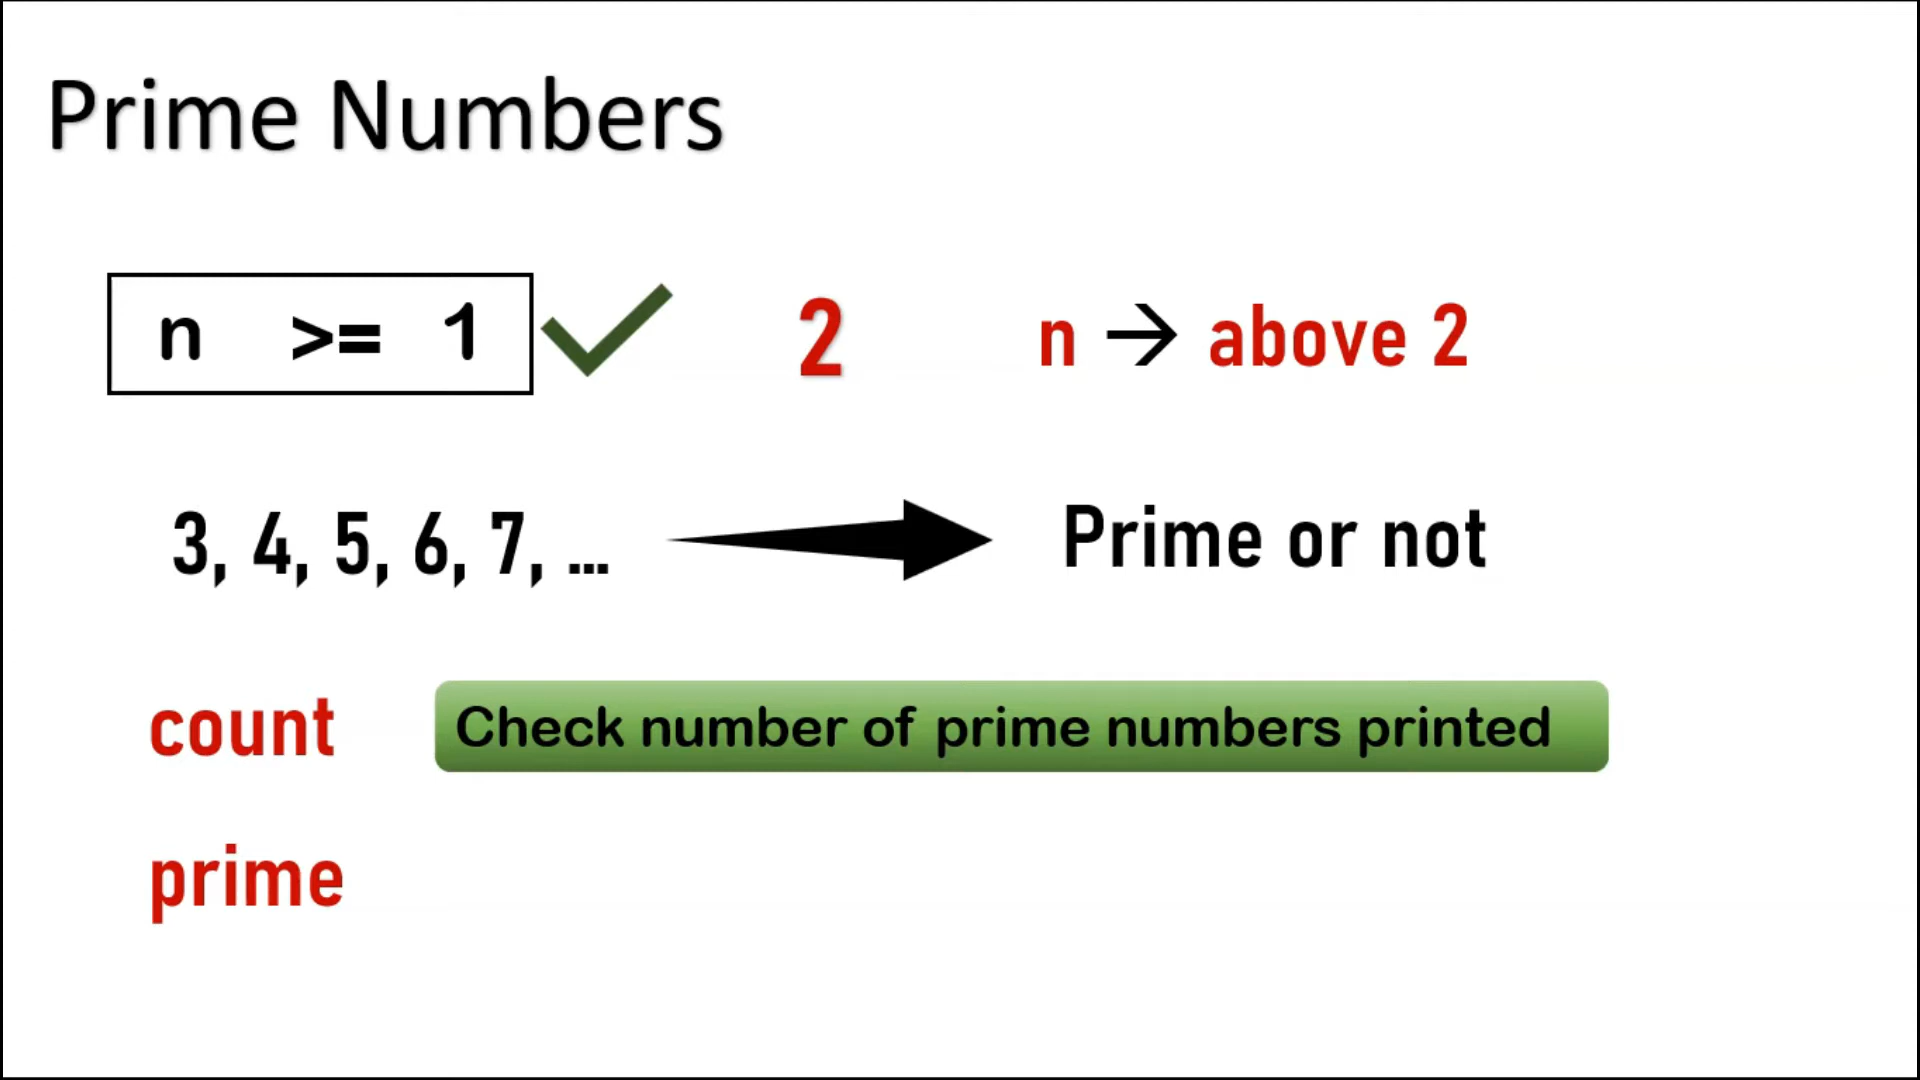 Prime Numbers
n >= 1 2 n → above 2
3, 4, 5, 6, 7, ... Prime or not
count Check number of prime numbers printed
prime